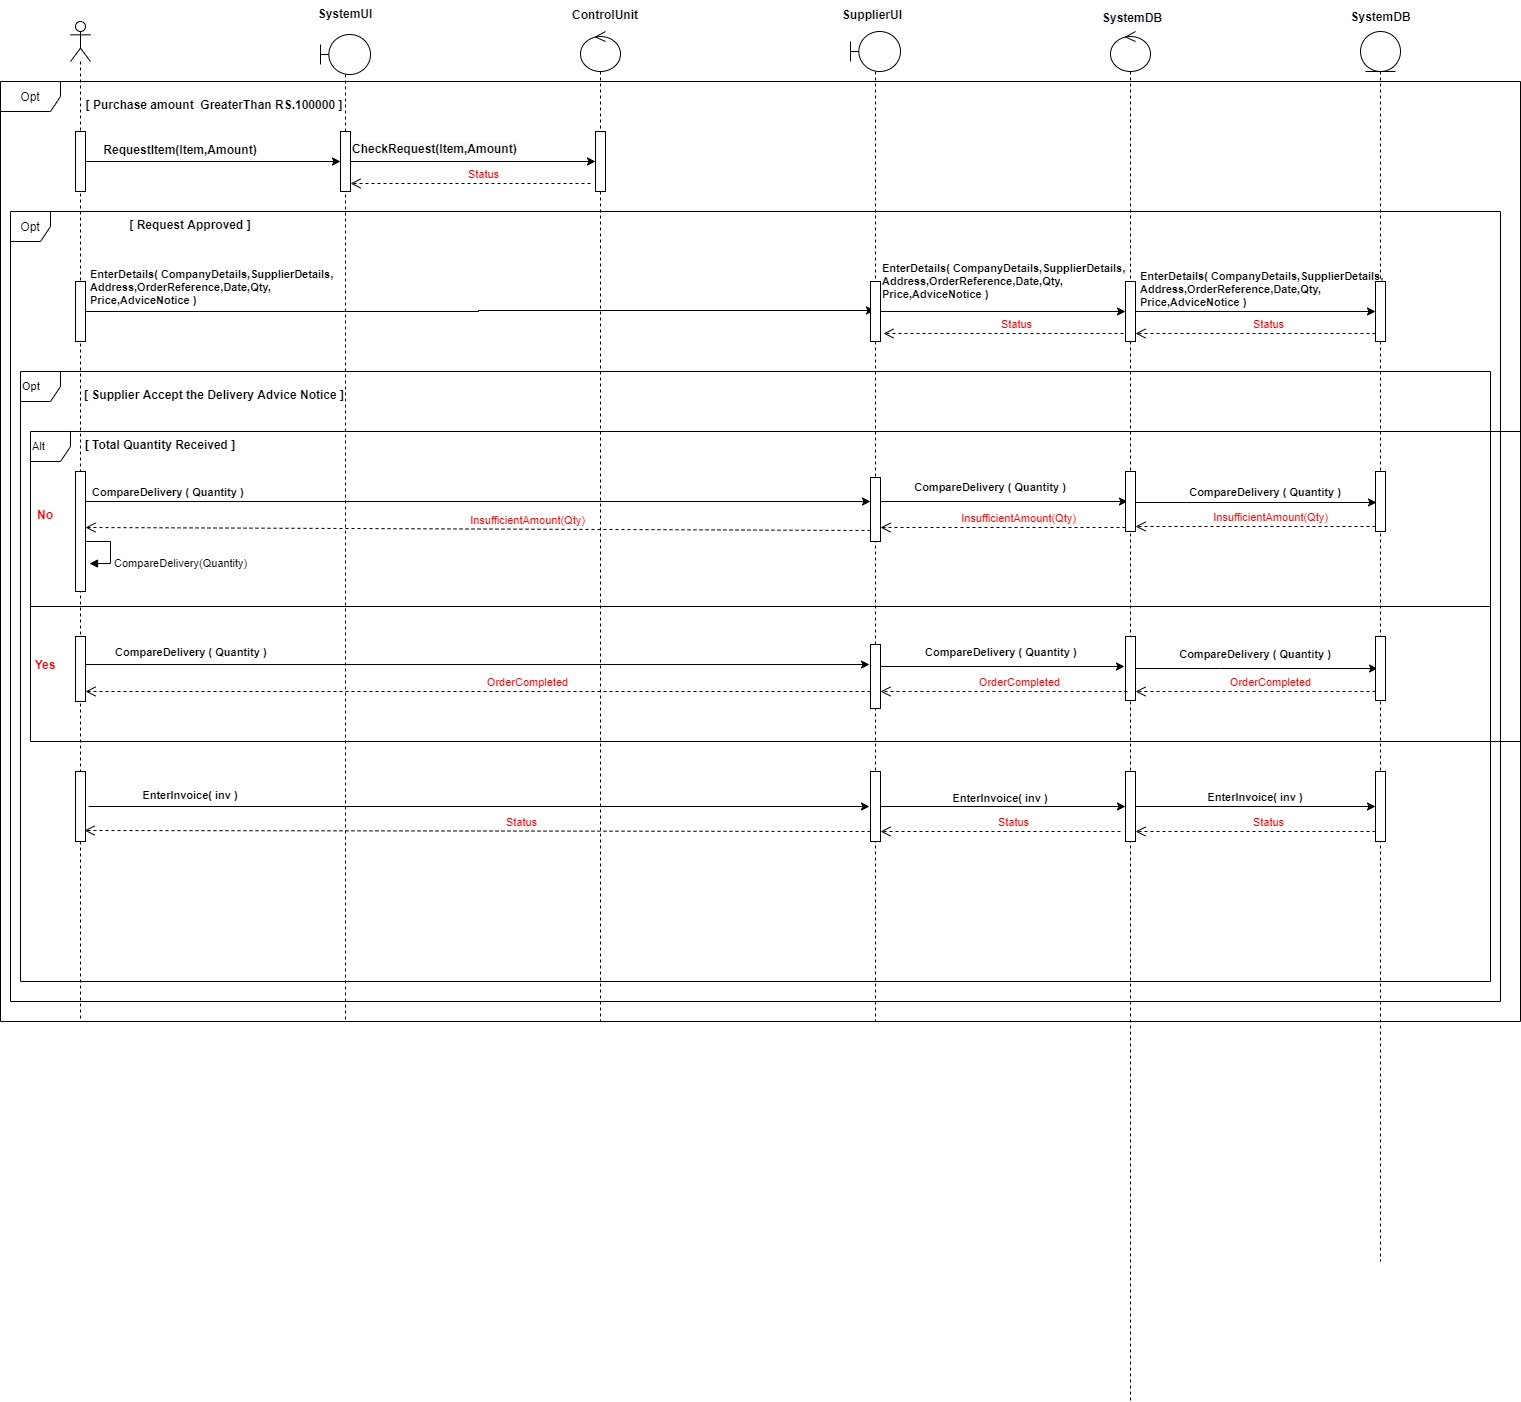 SystemUI
ControlUnit
SupplierUI
SystemDB
SystemDB
Opt
[ Purchase amount  GreaterThan RS.100000 ]
RequestItem(Item,Amount)
CheckRequest(Item,Amount)
Status
Opt
[ Request Approved ]
EnterDetails( CompanyDetails,SupplierDetails,
Address,OrderReference,Date,Qty,
Price,AdviceNotice )
EnterDetails( CompanyDetails,SupplierDetails,
Address,OrderReference,Date,Qty,
Price,AdviceNotice )
EnterDetails( CompanyDetails,SupplierDetails,
Address,OrderReference,Date,Qty,
Price,AdviceNotice )
Status
Status
Opt
[ Supplier Accept the Delivery Advice Notice ]
Alt
[ Total Quantity Received ]
No
CompareDelivery ( Quantity )
CompareDelivery ( Quantity )
CompareDelivery ( Quantity )
InsufficientAmount(Qty)
InsufficientAmount(Qty)
InsufficientAmount(Qty)
CompareDelivery(Quantity)
Yes
CompareDelivery ( Quantity )
CompareDelivery ( Quantity )
CompareDelivery ( Quantity )
OrderCompleted
OrderCompleted
OrderCompleted
EnterInvoice( inv )
EnterInvoice( inv )
EnterInvoice( inv )
Status
Status
Status